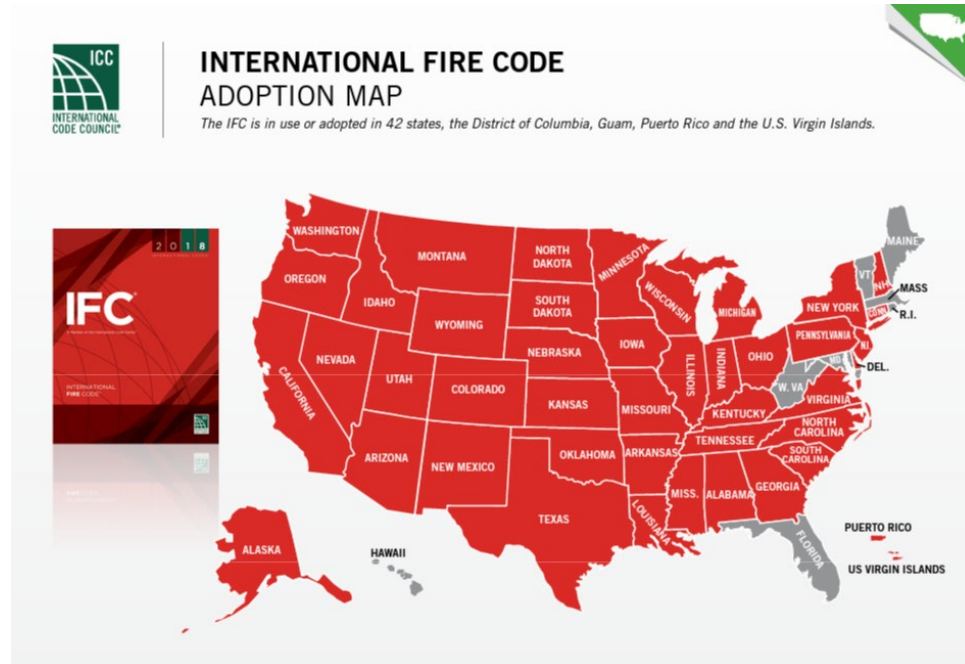 ICC
INTERNATIONAL
CODE COUNCIL®
INTERNATIONAL FIRE CODE
ADOPTION MAP
The IFC is in use or adopted in 42 states, the District of Columbia, Guam, Puerto Rico and the U.S. Virgin Islands.
2018
IFC®
INTERNATIONAL
FIRE CODE
WASHINGTON
OREGON
CALIFORNIA
NEVADA
IDAHO
MONTANA
WYOMING
UTAH
ARIZONA
COLORADO
NEW MEXICO
NORTH
DAKOTA
SOUTH
DAKOTA
NEBRASKA
KANSAS
OKLAHOMA
TEXAS
MINNESOTA
IOWA
MISSOURI
ARKANSAS
LOUISIANA
WISCONSIN
ILLINOIS
MICHIGAN
INDIANA
OHIO
KENTUCKY
TENNESSEE
MISS.
ALABAMA
GEORGIA
FLORIDA
SOUTH
CAROLINA
NORTH
CAROLINA
VIRGINIA
W. VA
MD.
DEL.
PENNSYLVANIA
N.J.
NEW YORK
CONN.
R.I.
MASS
VT
NH
MAINE
ALASKA
HAWAII
PUERTO RICO
US VIRGIN ISLANDS